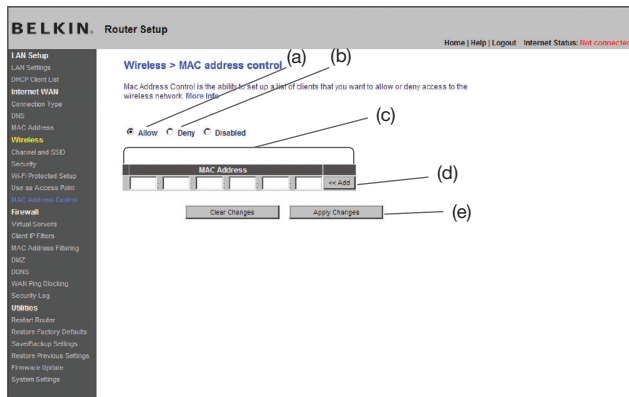 BELKIN. Router Setup
Home | Help | Logout Internet Status: Not connected
LAN Setup
LAN Settings
DHCP Client List
Internet WAN
Connection Type
DNS
MAC Address
Wireless
Channel and SSID
Security
Wi-Fi Protected Setup
Use as Access Point
MAC Address Control
Firewall
Virtual Servers
Client IP Filters
MAC Address Filtering
DMZ
DDNS
WAN Ping Blocking
Security Log
Utilities
Restart Router
Restore Factory Defaults
Save/Backup Settings
Restore Previous Settings
Firmware Update
System Settings
Wireless > MAC address control
(a)
(b)
Mac Address Control is the ability to set up a list of clients that you want to allow or deny access to the
wireless network. More Info
Allow Deny Disabled
(c)
MAC Address
: : : : : << Add
(d)
Clear Changes Apply Changes
(e)